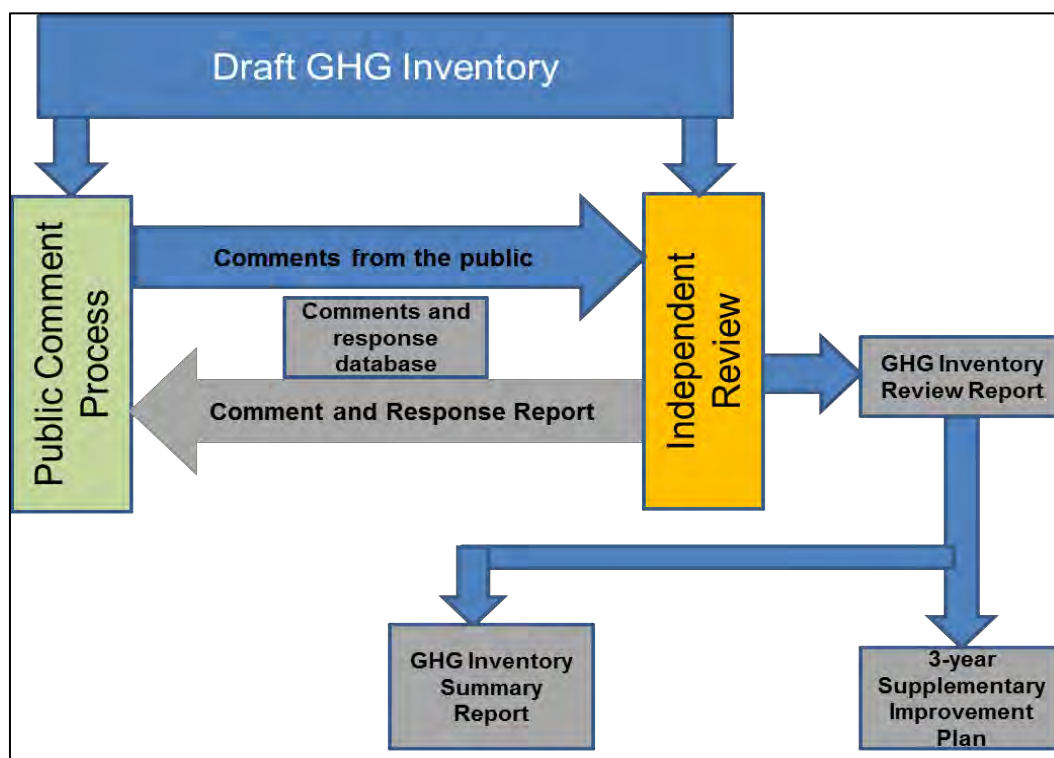 Draft GHG Inventory
Public Comment
Process
Comments from the public
Comments and
response
database
Comment and Response Report
Independent
Review
GHG Inventory
Review Report
GHG Inventory
Summary
Report
3-year
Supplementary
Improvement
Plan